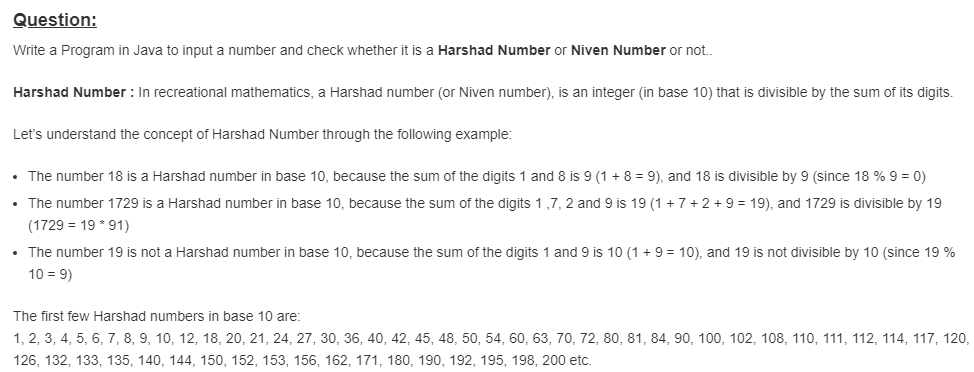 Question:
Write a Program in Java to input a number and check whether it is a Harshad Number or Niven Number or not..
Harshad Number : In recreational mathematics, a Harshad number (or Niven number), is an integer (in base 10) that is divisible by the sum of its digits.
Let's understand the concept of Harshad Number through the following example:
• The number 18 is a Harshad number in base 10, because the sum of the digits 1 and 8 is 9 (1 + 8 = 9), and 18 is divisible by 9 (since 18 % 9 = 0)
• The number 1729 is a Harshad number in base 10, because the sum of the digits 1 ,7, 2 and 9 is 19 (1 + 7 + 2 + 9 = 19), and 1729 is divisible by 19
(1729 = 19 * 91)
• The number 19 is not a Harshad number in base 10, because the sum of the digits 1 and 9 is 10 (1 + 9 = 10), and 19 is not divisible by 10 (since 19 %
10 = 9)
The first few Harshad numbers in base 10 are:
1, 2, 3, 4, 5, 6, 7, 8, 9, 10, 12, 18, 20, 21, 24, 27, 30, 36, 40, 42, 45, 48, 50, 54, 60, 63, 70, 72, 80, 81, 84, 90, 100, 102, 108, 110, 111, 112, 114, 117, 120,
126, 132, 133, 135, 140, 144, 150, 152, 153, 156, 162, 171, 180, 190, 192, 195, 198, 200 etc.